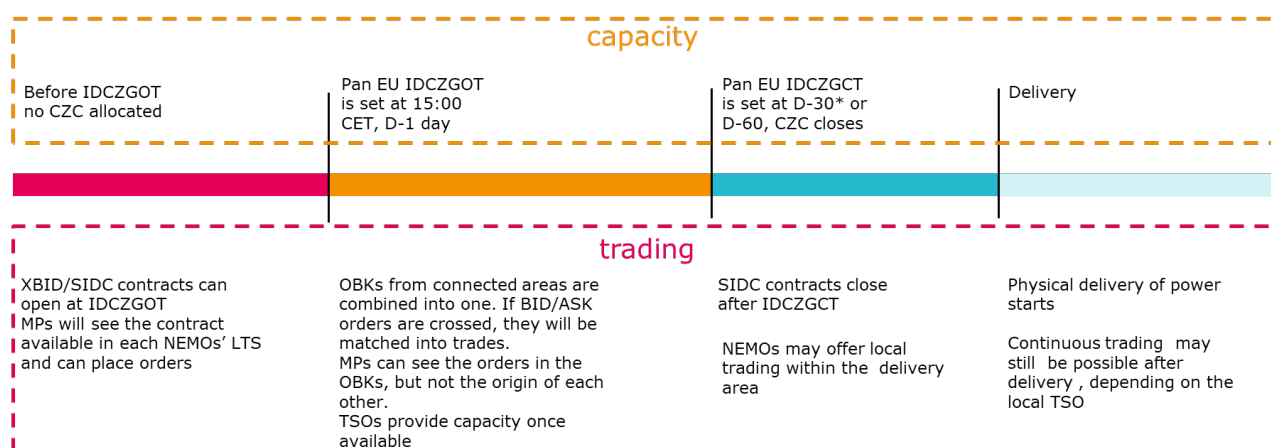 capacity
Before IDCZGOT
no CZC allocated
Pan EU IDCZGOT
is set at 15:00
CET, D-1 day
Pan EU IDCZGCT
is set at D-30* or
D-60, CZC closes
Delivery
trading
XBID/SIDC contracts can
open at IDCZGOT
MPs will see the contract
available in each NEMOs’ LTS
and can place orders
OBKs from connected areas are
combined into one. If BID/ASK
orders are crossed, they will be
matched into trades.
MPs can see the orders in the
OBKs, but not the origin of each
other.
TSOs provide capacity once
available
SIDC contracts close
after IDCZGCT
NEMOs may offer local
trading within the delivery
area
Physical delivery of power
starts
Continuous trading may
still be possible after
delivery , depending on the
local TSO